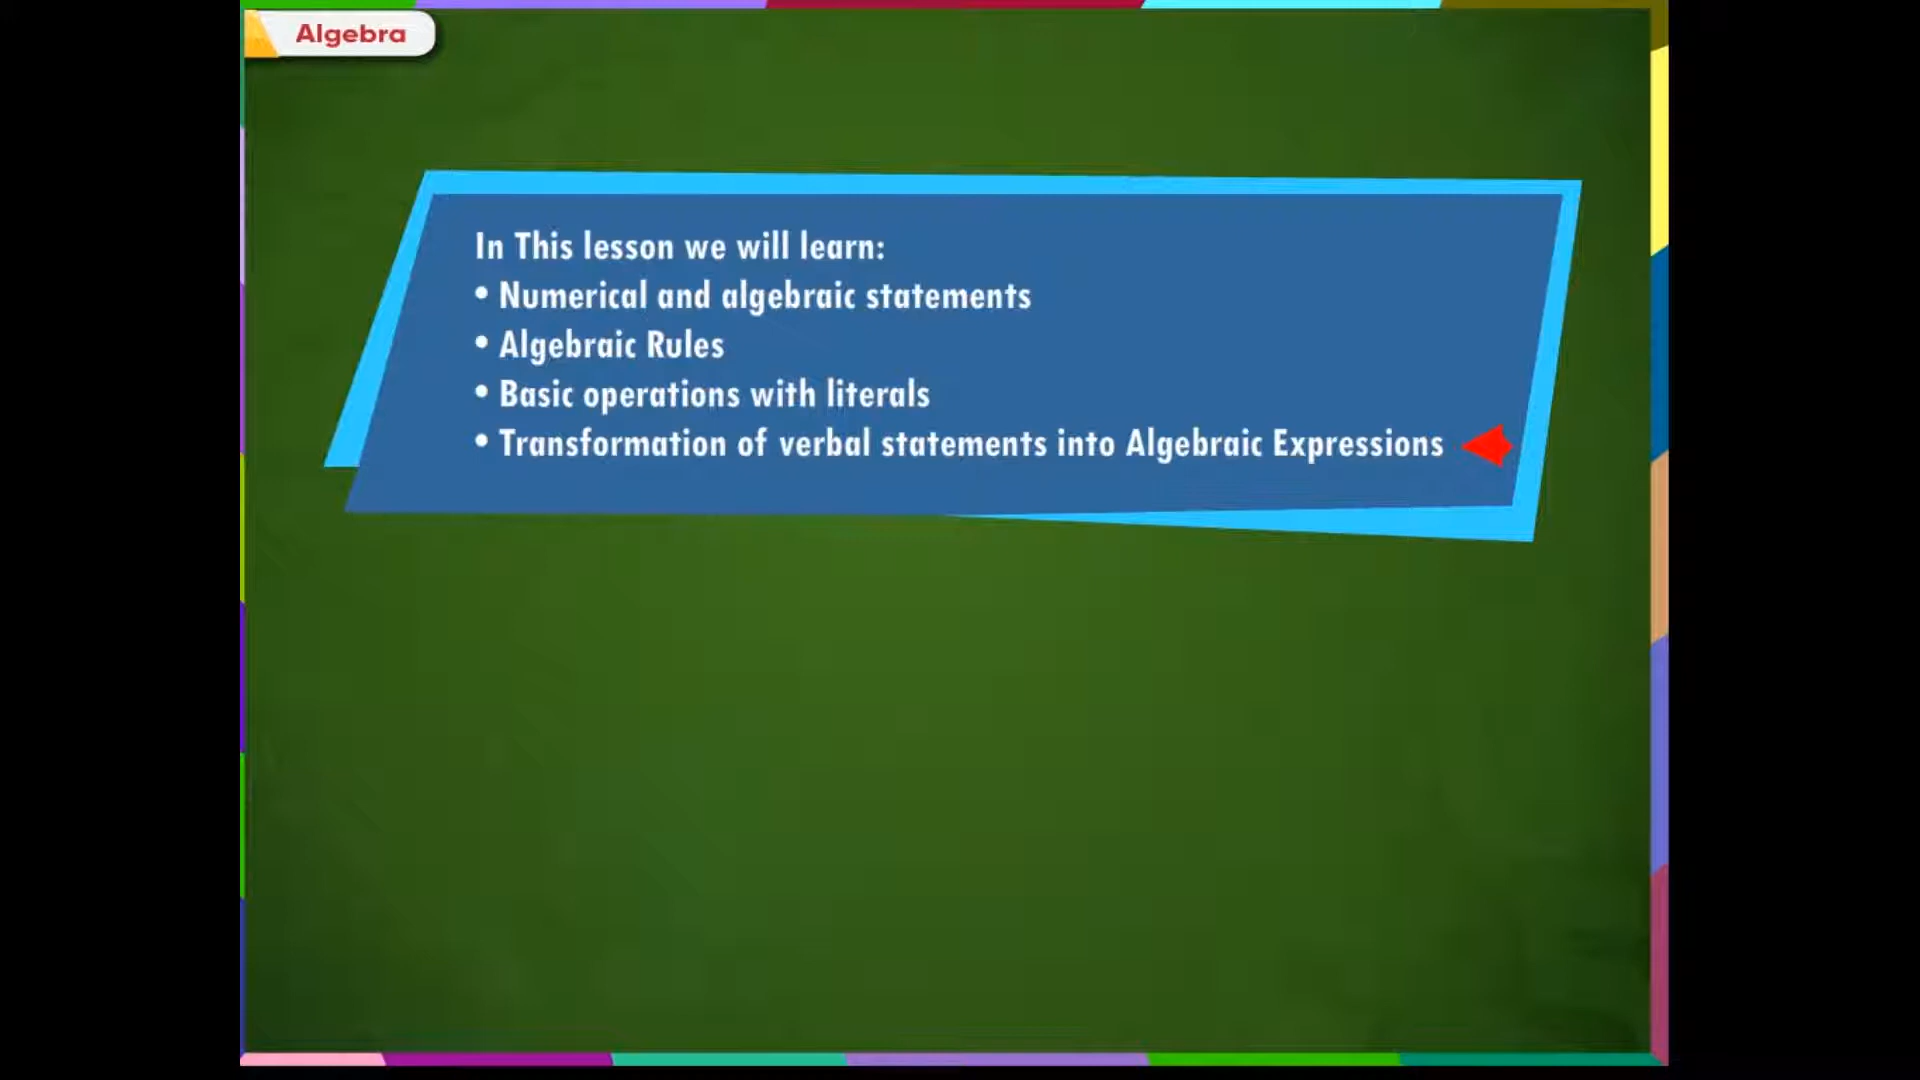 Algebra
In This lesson we will learn:
• Numerical and algebraic statements
• Algebraic Rules
• Basic operations with literals
• Transformation of verbal statements into Algebraic Expressions